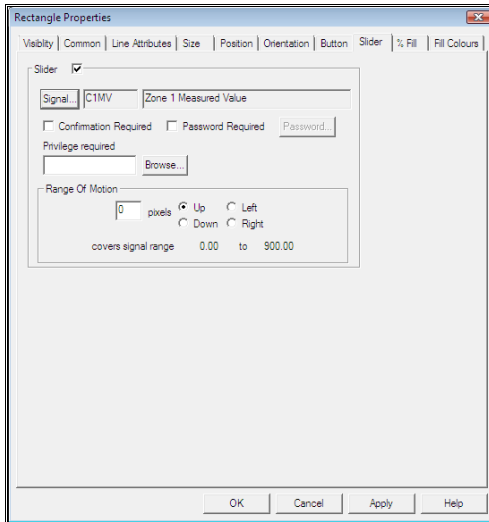 Rectangle Properties
Visiblity Common Line Attributes Size Position Orientation Button Slider % Fill Fill Colours
Slider
Signal... C1MV Zone 1 Measured Value
Confirmation Required Password Required Password...
Privilege required
Browse...
Range Of Motion
0 pixels Up Left
Down Right
covers signal range 0.00 to 900.00
OK Cancel Apply Help